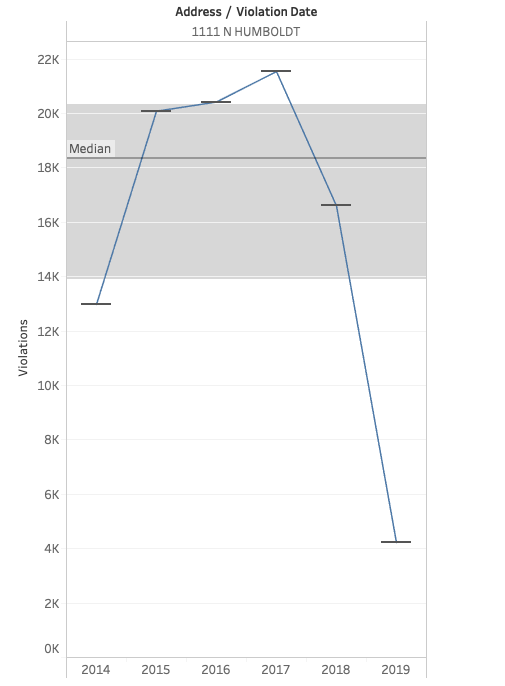 Address / Violation Date
1111 N HUMBOLDT
22K
20K
Median
18K
16K
14K
12K
Violations
10K
8K
6K
4K
2K
0K
2014 2015 2016 2017 2018 2019